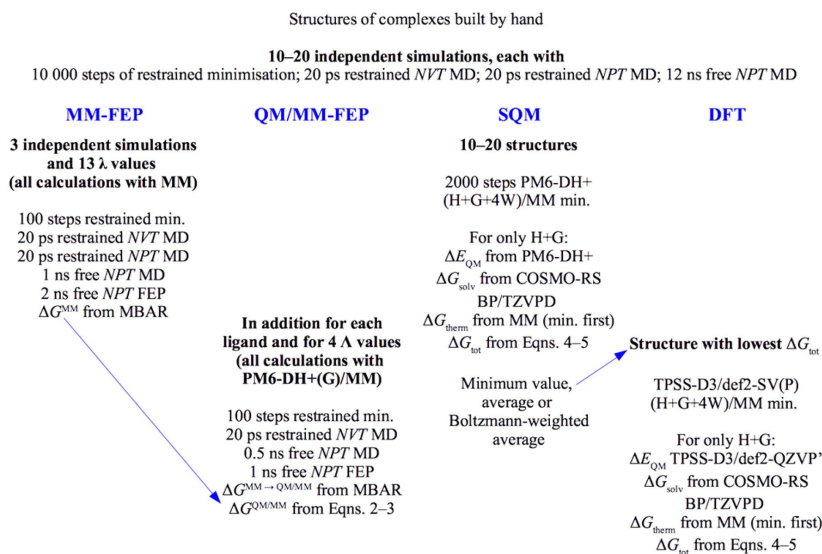 Structures of complexes built by hand
10–20 independent simulations, each with
10 000 steps of restrained minimisation; 20 ps restrained NVT MD; 20 ps restrained NPT MD; 12 ns free NPT MD
MM-FEP
3 independent simulations
and 13 λ values
(all calculations with MM)
100 steps restrained min.
20 ps restrained NVT MD
20 ps restrained NPT MD
1 ns free NPT MD
2 ns free NPT FEP
ΔG^MM from MBAR
QM/MM-FEP
In addition for each
ligand and for 4 Λ values
(all calculations with
PM6-DH+(G)/MM)
100 steps restrained min.
20 ps restrained NVT MD
0.5 ns free NPT MD
1 ns free NPT FEP
ΔG^MM → QM/MM from MBAR
ΔG^QM/MM from Eqns. 2–3
SQM
10–20 structures
2000 steps PM6-DH+
(H+G+4W)/MM min.
For only H+G:
ΔE_QM from PM6-DH+
ΔG_solv from COSMO-RS
BP/TZVPD
ΔG_therm from MM (min. first)
ΔG_tot from Eqns. 4–5
Minimum value,
average or
Boltzmann-weighted
average
DFT
Structure with lowest ΔG_tot
TPSS-D3/def2-SV(P)
(H+G+4W)/MM min.
For only H+G:
ΔE_QM TPSS-D3/def2-QZVP’
ΔG_solv from COSMO-RS
BP/TZVPD
ΔG_therm from MM (min. first)
ΔG_tot from Eqns. 4–5